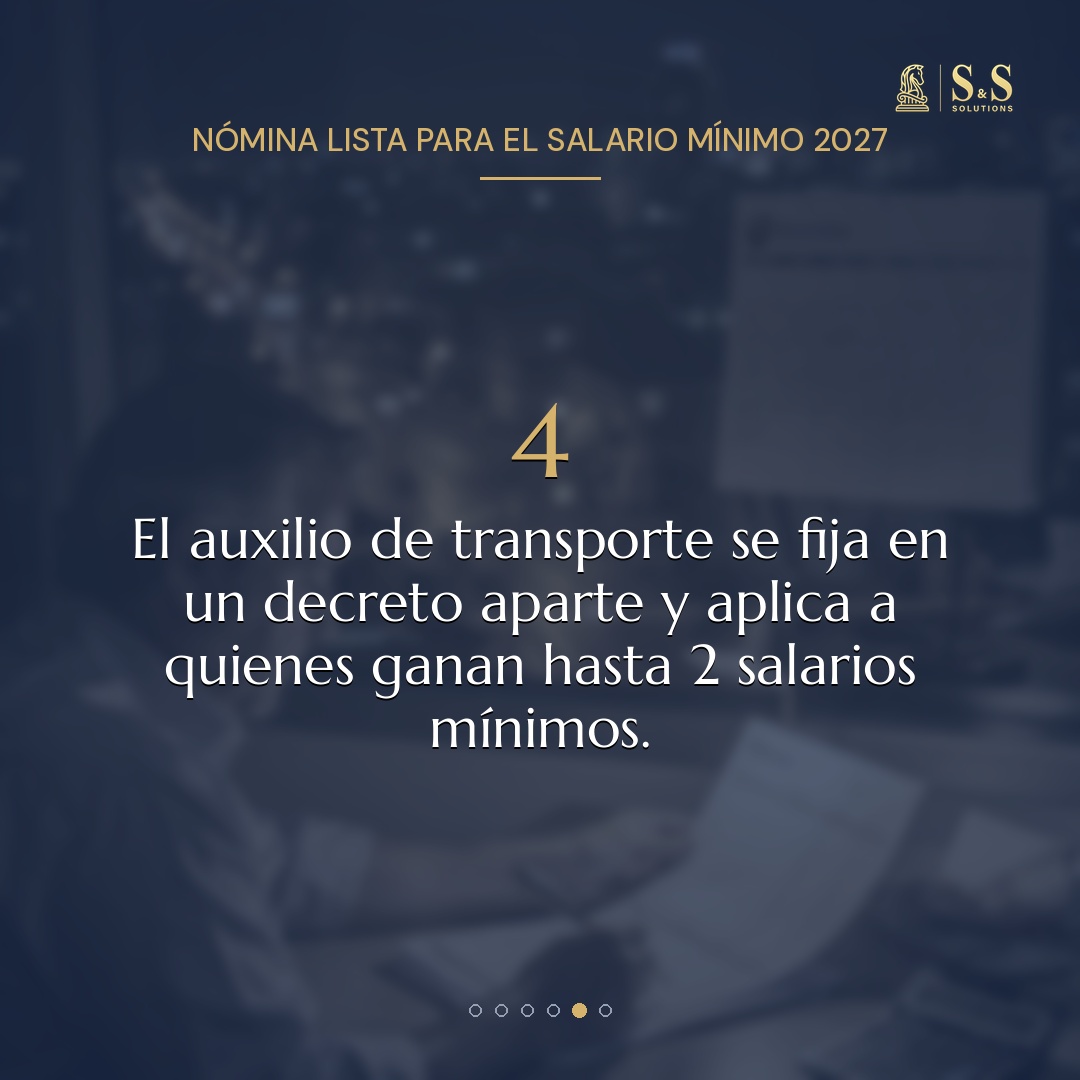 S&S
SOLUTIONS
NÓMINA LISTA PARA EL SALARIO MÍNIMO 2027
4
El auxilio de transporte se fija en
un decreto aparte y aplica a
quienes ganan hasta 2 salarios
mínimos.